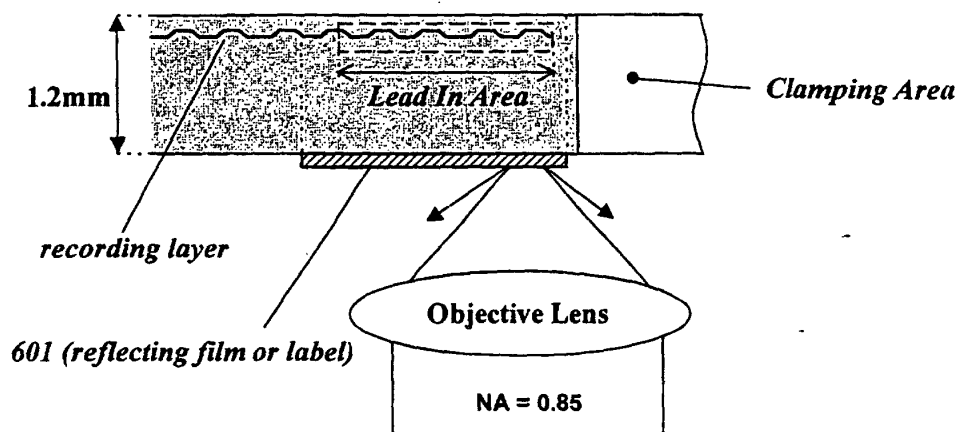 1.2mm
Lead In Area
Clamping Area
recording layer
Objective Lens
601 (reflecting film or label)
NA = 0.85